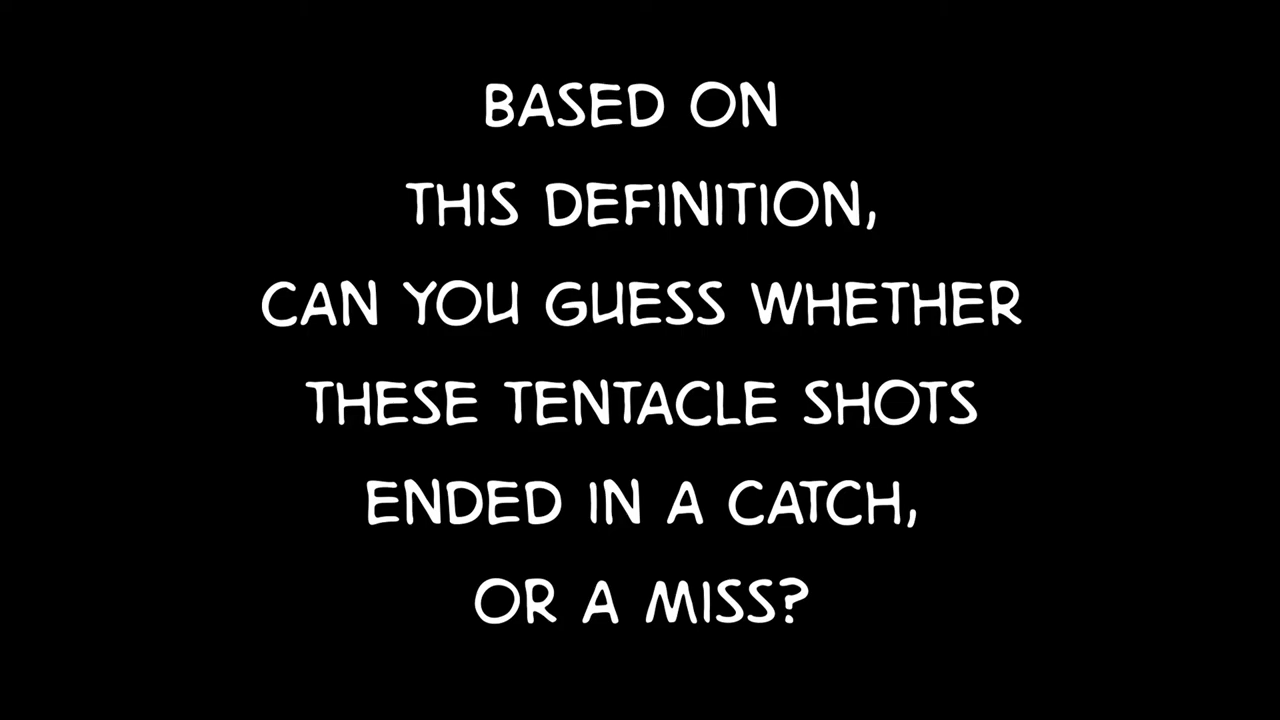 BASED ON
THIS DEFINITION,
CAN YOU GUESS WHETHER
THESE TENTACLE SHOTS
ENDED IN A CATCH,
OR A MISS?